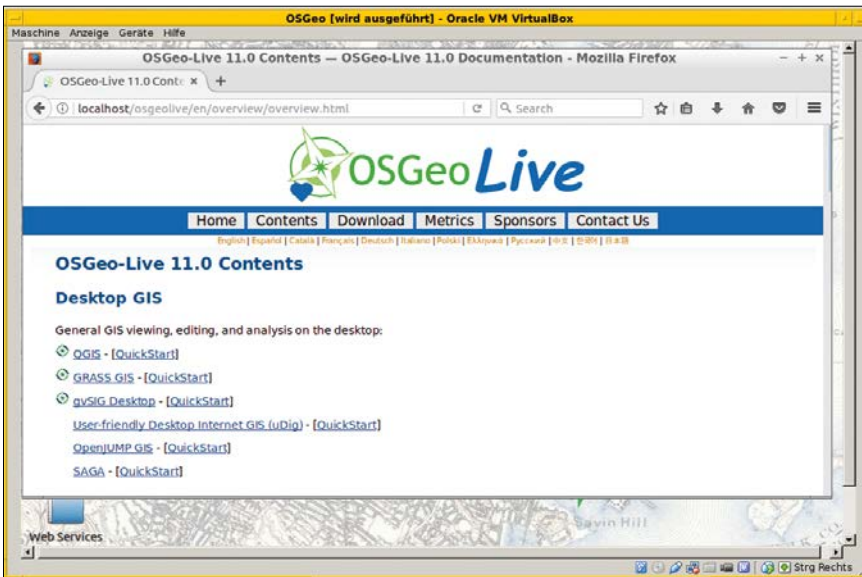 OSGeo [wird ausgeführt] - Oracle VM VirtualBox
Maschine Anzeige Geräte Hilfe
OSGeo-Live 11.0 Contents — OSGeo-Live 11.0 Documentation - Mozilla Firefox
OSGeo-Live 11.0 Conte
localhost/osgeolive/en/overview/overview.html
Search
OSGeo Live
Home Contents Download Metrics Sponsors Contact Us
English | Español | Català | Français | Deutsch | Italiano | Polski | Ελληνικά | Русский | 中文 | 한국어 | 日本語
OSGeo-Live 11.0 Contents
Desktop GIS
General GIS viewing, editing, and analysis on the desktop:
QGIS - [QuickStart]
GRASS GIS - [QuickStart]
gvSIG Desktop - [QuickStart]
User-friendly Desktop Internet GIS (uDig) - [QuickStart]
OpenJUMP GIS - [QuickStart]
SAGA - [QuickStart]
Savin Hill
Web Services
Strg Rechts